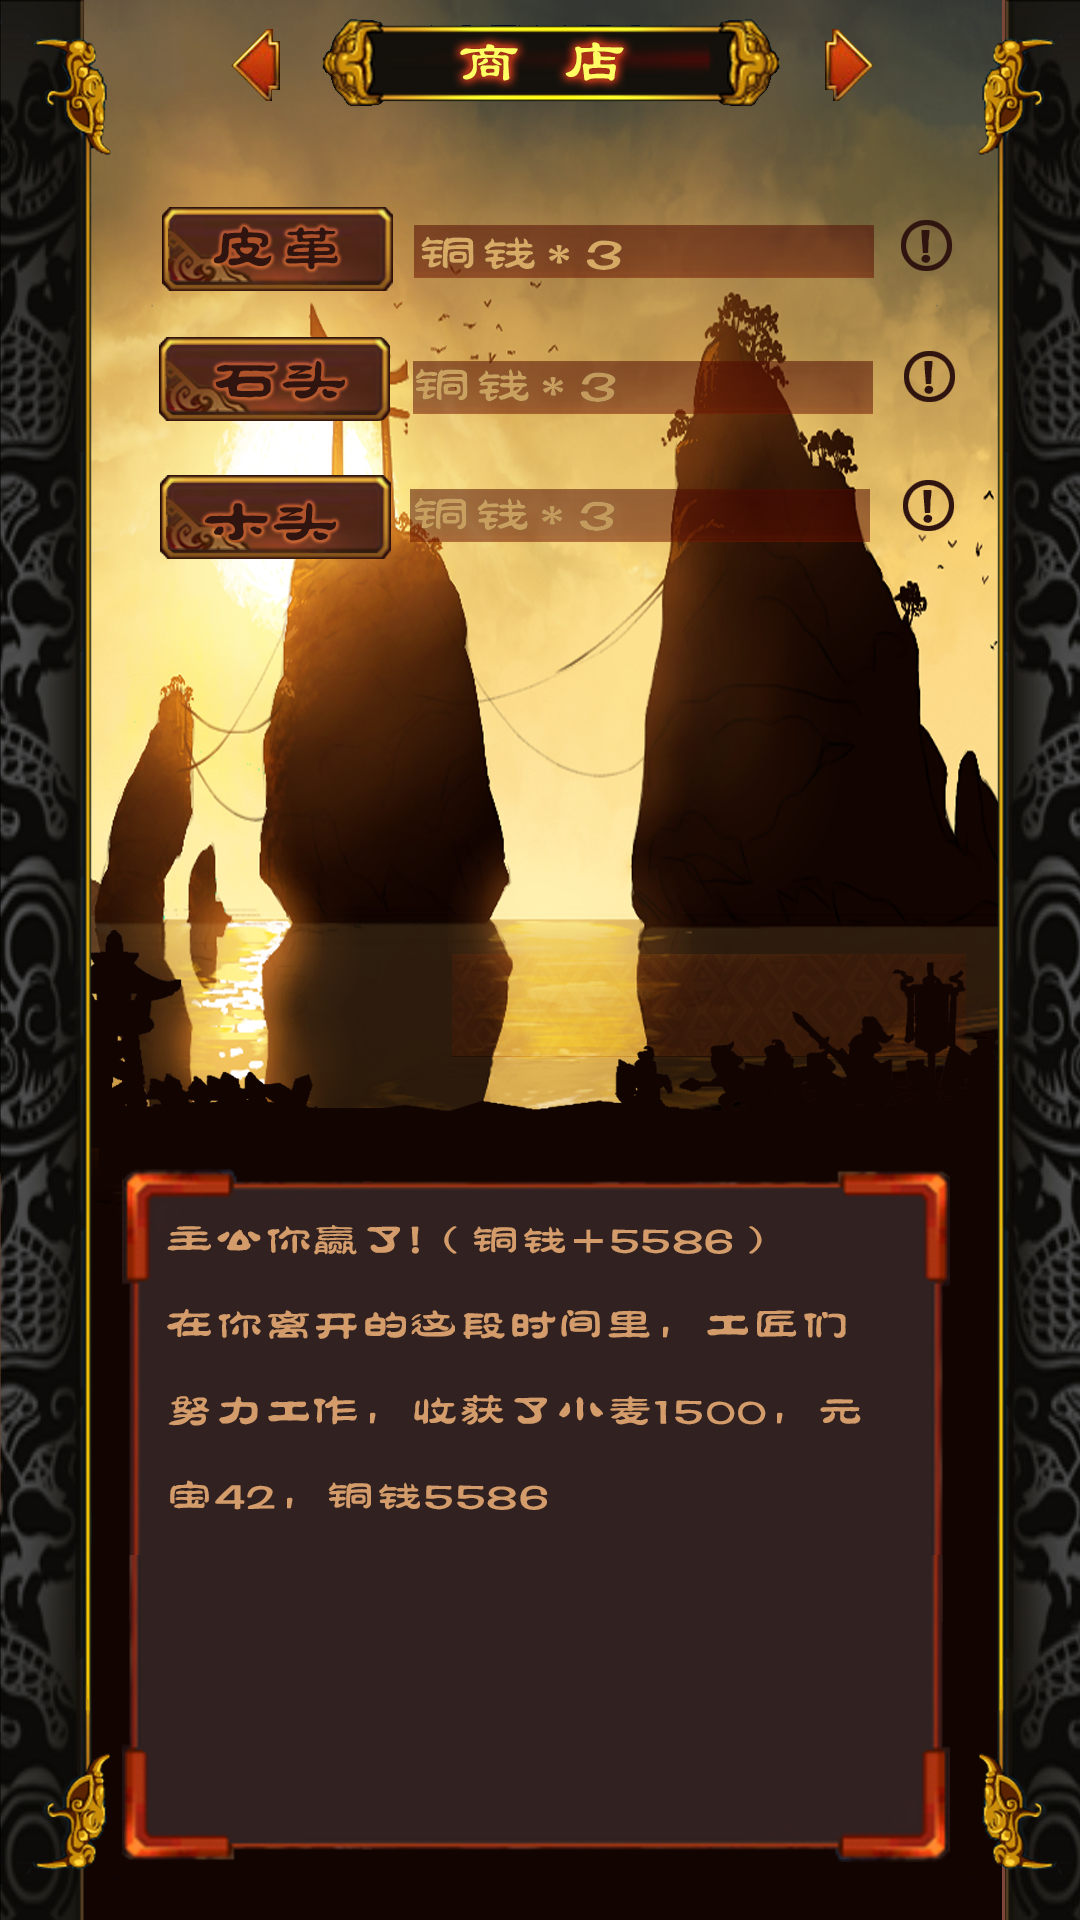 商店
皮革 铜钱*3
石头 铜钱*3
木头 铜钱*3
主公你赢了!(铜钱+5586)
在你离开的这段时间里,工匠们
努力工作,收获了小麦1500,元
宝42,铜钱5586